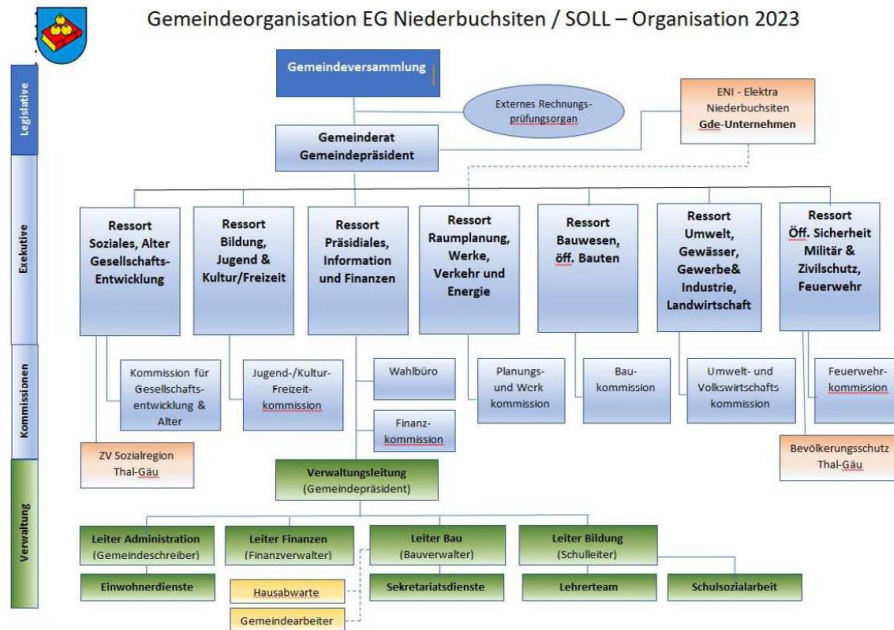 Gemeindeorganisation EG Niederbuchsiten / SOLL – Organisation 2023
Legislative
Gemeindeversammlung
Externes Rechnungs-
prüfungsorgan
ENI - Elektra
Niederbuchsiten
Gde-Unternehmen
Gemeinderat
Gemeindepräsident
Exekutive
Ressort
Soziales, Alter
Gesellschafts-
Entwicklung
Ressort
Bildung,
Jugend &
Kultur/Freizeit
Ressort
Präsidiales,
Information
und Finanzen
Ressort
Raumplanung,
Werke,
Verkehr und
Energie
Ressort
Bauwesen,
öff. Bauten
Ressort
Umwelt,
Gewässer,
Gewerbe&
Industrie,
Landwirtschaft
Ressort
Öff. Sicherheit
Militär &
Zivilschutz,
Feuerwehr
Kommissionen
Kommission für
Gesellschafts-
entwicklung &
Alter
Jugend-/Kultur-
Freizeit-
kommission
Wahlbüro
Finanz-
kommission
Planungs-
und Werk
kommission
Bau-
kommission
Umwelt- und
Volkswirtschafts
kommission
Feuerwehr-
kommission
ZV Sozialregion
Thal-Gäu
Bevölkerungsschutz
Thal-Gäu
Verwaltung
Verwaltungsleitung
(Gemeindepräsident)
Leiter Administration
(Gemeindeschreiber)
Leiter Finanzen
(Finanzverwalter)
Leiter Bau
(Bauverwalter)
Leiter Bildung
(Schulleiter)
Einwohnerdienste
Hausabwarte
Gemeindearbeiter
Sekretariatsdienste
Lehrerteam
Schulsozialarbeit